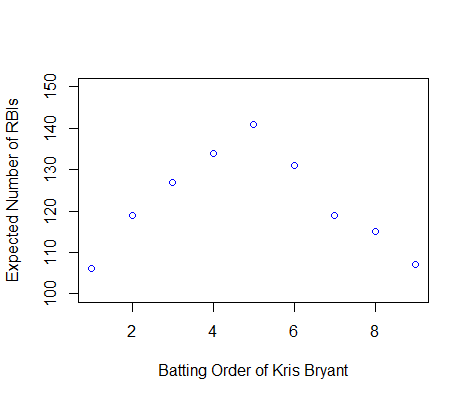 Expected Number of RBIs
150
140
130
120
110
100
2 4 6 8
Batting Order of Kris Bryant